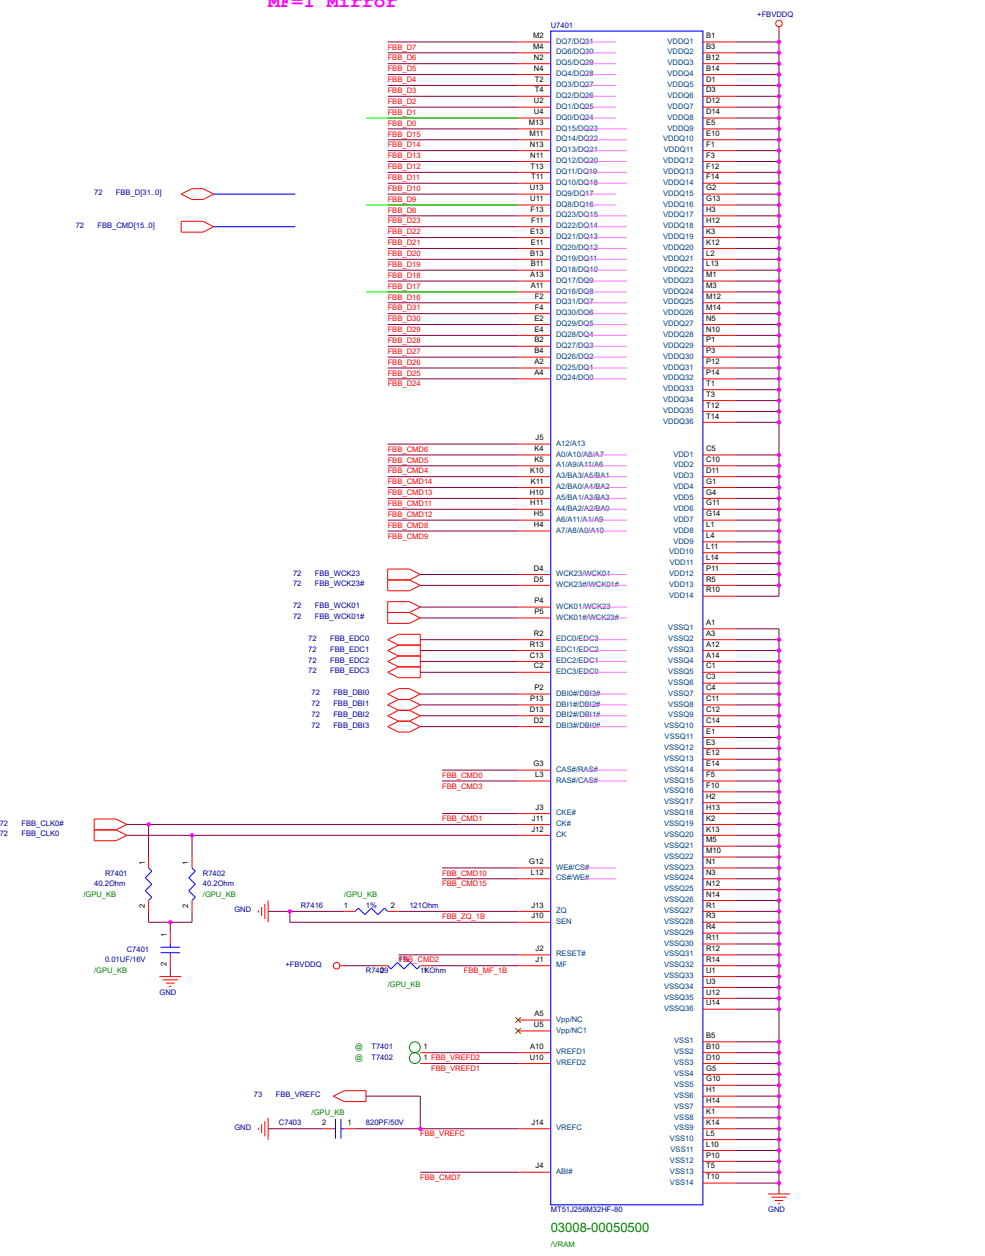 MF=1 Mirror
+FBVDDQ
U7401
FBB_D7 M2 DQ7/DQ31 VDDQ1 B1
FBB_D6 M4 DQ6/DQ30 VDDQ2 B3
FBB_D5 N2 DQ5/DQ29 VDDQ3 B12
FBB_D4 N4 DQ4/DQ28 VDDQ4 B14
FBB_D3 T2 DQ3/DQ27 VDDQ5 D1
FBB_D2 T4 DQ2/DQ26 VDDQ6 D3
FBB_D1 U2 DQ1/DQ25 VDDQ7 D12
FBB_D0 U4 DQ0/DQ24 VDDQ8 D14
FBB_D15 M13 DQ15/DQ23 VDDQ9 E5
FBB_D14 M11 DQ14/DQ22 VDDQ10 E10
FBB_D13 N13 DQ13/DQ21 VDDQ11 F1
FBB_D12 N11 DQ12/DQ20 VDDQ12 F3
FBB_D11 T13 DQ11/DQ19 VDDQ13 F12
FBB_D10 T11 DQ10/DQ18 VDDQ14 F14
72 FBB_D[31..0]
FBB_D9 U13 DQ9/DQ17 VDDQ15 G2
FBB_D8 U11 DQ8/DQ16 VDDQ16 G13
FBB_D23 F13 DQ23/DQ15 VDDQ17 H3
72 FBB_CMD[15..0]
FBB_D22 F11 DQ22/DQ14 VDDQ18 H12
FBB_D21 E13 DQ21/DQ13 VDDQ19 K3
FBB_D20 E11 DQ20/DQ12 VDDQ20 K12
FBB_D19 B13 DQ19/DQ11 VDDQ21 L2
FBB_D18 B11 DQ18/DQ10 VDDQ22 L13
FBB_D17 A13 DQ17/DQ9 VDDQ23 M1
FBB_D16 A11 DQ16/DQ8 VDDQ24 M3
FBB_D31 F2 DQ31/DQ7 VDDQ25 M12
FBB_D30 F4 DQ30/DQ6 VDDQ26 M14
FBB_D29 E2 DQ29/DQ5 VDDQ27 N5
FBB_D28 E4 DQ28/DQ4 VDDQ28 N10
FBB_D27 B2 DQ27/DQ3 VDDQ29 P1
FBB_D26 B4 DQ26/DQ2 VDDQ30 P3
FBB_D25 A2 DQ25/DQ1 VDDQ31 P12
FBB_D24 A4 DQ24/DQ0 VDDQ32 P14
VDDQ33 T1
VDDQ34 T3
VDDQ35 T12
VDDQ36 T14
FBB_CMD6 J5 A12/A13
FBB_CMD5 K4 A0/A10/A8/A7 VDD1 C5
FBB_CMD4 K5 A1/A9/A11/A6 VDD2 C10
FBB_CMD14 K10 A3/BA3/A5/BA1 VDD3 D11
FBB_CMD13 K11 A2/BA0/A4/BA2 VDD4 G1
FBB_CMD11 H10 A5/BA1/A3/BA3 VDD5 G4
FBB_CMD12 H11 A4/BA2/A2/BA0 VDD6 G11
FBB_CMD8 H5 A6/A11/A1/A9 VDD7 G14
FBB_CMD9 H4 A7/A8/A0/A10 VDD8 L1
VDD9 L4
VDD10 L11
VDD11 L14
72 FBB_WCK23 D4 WCK23/WCK01 VDD12 P11
72 FBB_WCK23# D5 WCK23#/WCK01# VDD13 R5
VDD14 R10
72 FBB_WCK01 P4 WCK01/WCK23
72 FBB_WCK01# P5 WCK01#/WCK23#
VSSQ1 A1
72 FBB_EDC0 R2 EDC0/EDC3 VSSQ2 A3
72 FBB_EDC1 R13 EDC1/EDC2 VSSQ3 A12
72 FBB_EDC2 C13 EDC2/EDC1 VSSQ4 A14
72 FBB_EDC3 C2 EDC3/EDC0 VSSQ5 C1
VSSQ6 C3
72 FBB_DBI0 P2 DBI0#/DBI3# VSSQ7 C4
72 FBB_DBI1 P13 DBI1#/DBI2# VSSQ8 C11
72 FBB_DBI2 D13 DBI2#/DBI1# VSSQ9 C12
72 FBB_DBI3 D2 DBI3#/DBI0# VSSQ10 C14
VSSQ11 E1
VSSQ12 E3
VSSQ13 E12
FBB_CMD0 G3 CAS#/RAS# VSSQ14 E14
FBB_CMD3 L3 RAS#/CAS# VSSQ15 F5
VSSQ16 F10
VSSQ17 H2
FBB_CMD1 J3 CKE# VSSQ18 H13
72 FBB_CLK0# J11 CK# VSSQ19 K2
72 FBB_CLK0 J12 CK VSSQ20 K13
VSSQ21 M5
VSSQ22 M10
FBB_CMD10 G12 WE#/CS# VSSQ23 N1
FBB_CMD15 L12 CS#/WE# VSSQ24 N3
1 1
R7401 R7402
40.2Ohm 40.2Ohm
/GPU_KB /GPU_KB
2 2
VSSQ25 N12
VSSQ26 N14
GND R7416 1 1% 2 121Ohm /GPU_KB J13 ZQ VSSQ27 R1
FBB_ZQ_1B J10 SEN VSSQ28 R3
VSSQ29 R4
VSSQ30 R11
C7401 1
0.01UF/16V
/GPU_KB 2
GND
FBB_CMD2 J2 RESET# VSSQ31 R12
+FBVDDQ R7409 1% 1KOhm FBB_MF_1B J1 MF VSSQ32 R14
/GPU_KB
VSSQ33 U1
VSSQ34 U3
VSSQ35 U12
VSSQ36 U14
A5 Vpp/NC
U5 Vpp/NC1
VSS1 B5
@ T7401 1 FBB_VREFD2 A10 VREFD1 VSS2 B10
@ T7402 1 FBB_VREFD1 U10 VREFD2 VSS3 D10
VSS4 G5
VSS5 G10
73 FBB_VREFC VSS6 H1
VSS7 H14
/GPU_KB VSS8 K1
GND C7403 2 1 820PF/50V FBB_VREFC J14 VREFC VSS9 K14
VSS10 L5
VSS11 L10
VSS12 P10
FBB_CMD7 J4 ABI# VSS13 T5
VSS14 T10
GND
MT51J256M32HF-80
03008-00050500
/VRAM